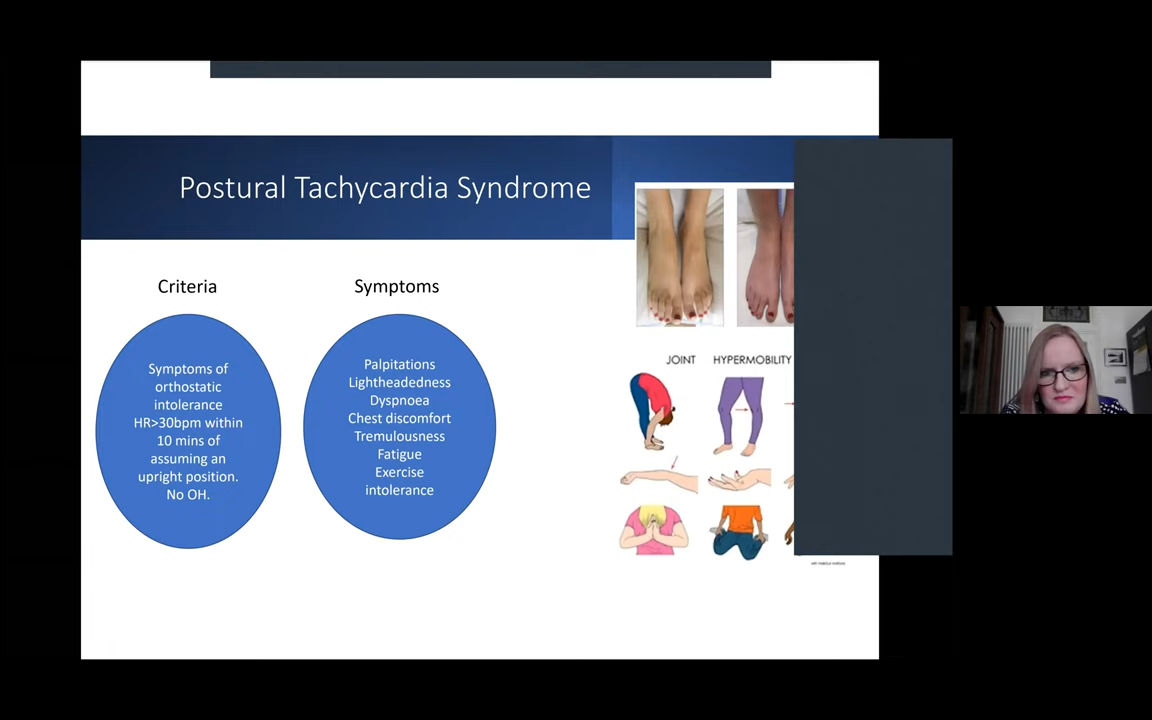 Postural Tachycardia Syndrome
Criteria
Symptoms of
orthostatic
intolerance
HR>30bpm within
10 mins of
assuming an
upright position.
No OH.
Symptoms
Palpitations
Lightheadedness
Dyspnoea
Chest discomfort
Tremulousness
Fatigue
Exercise
intolerance
JOINT HYPERMOBILITY